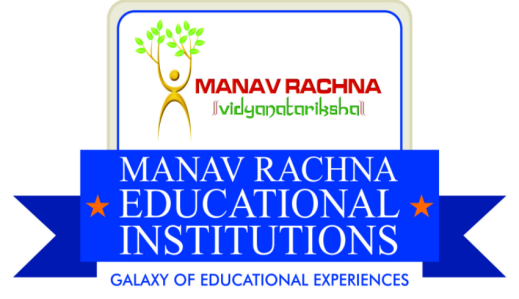 MANAV RACHNA
||vidyanatariksha||
MANAV RACHNA
EDUCATIONAL
INSTITUTIONS
GALAXY OF EDUCATIONAL EXPERIENCES